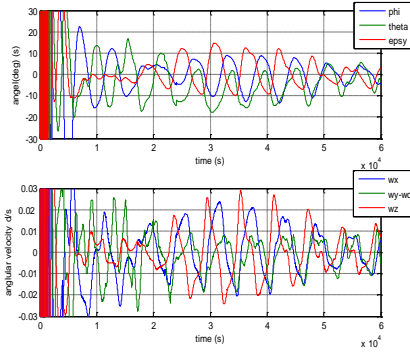 30
20
10
0
-10
-20
-30
angel(deg) (s)
phi
theta
epsy
0
1
2
3
4
5
6
time (s)
x 10^4
0.03
0.02
0.01
0
-0.01
-0.02
-0.03
anglular velocity d/s
wx
wy-wo
wz
0
1
2
3
4
5
6
time (s)
x 10^4